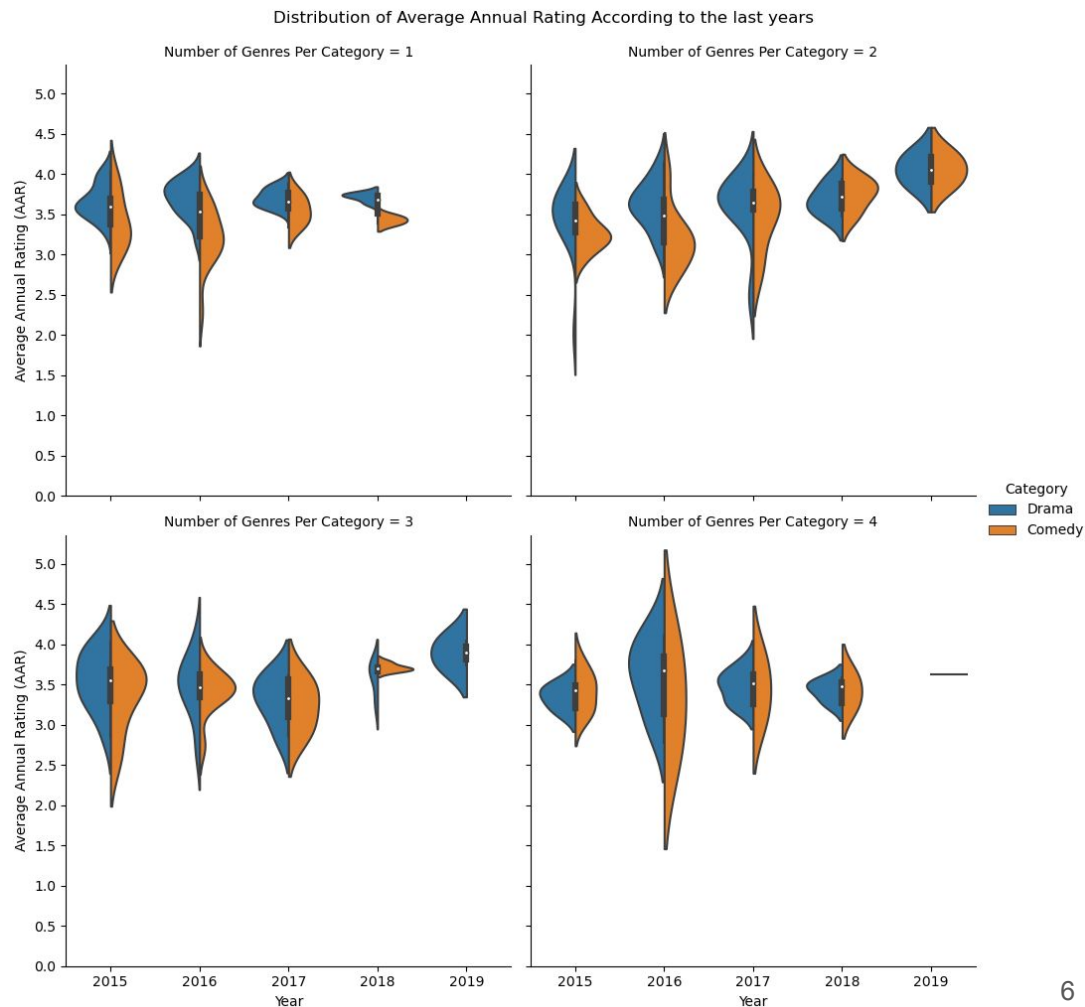 Distribution of Average Annual Rating According to the last years
Number of Genres Per Category = 1
Number of Genres Per Category = 2
5.0
4.5
4.0
3.5
3.0
2.5
2.0
1.5
1.0
0.5
0.0
Average Annual Rating (AAR)
Category
Drama
Comedy
Number of Genres Per Category = 3
Number of Genres Per Category = 4
5.0
4.5
4.0
3.5
3.0
2.5
2.0
1.5
1.0
0.5
0.0
Average Annual Rating (AAR)
2015 2016 2017 2018 2019
Year
2015 2016 2017 2018 2019
Year
6